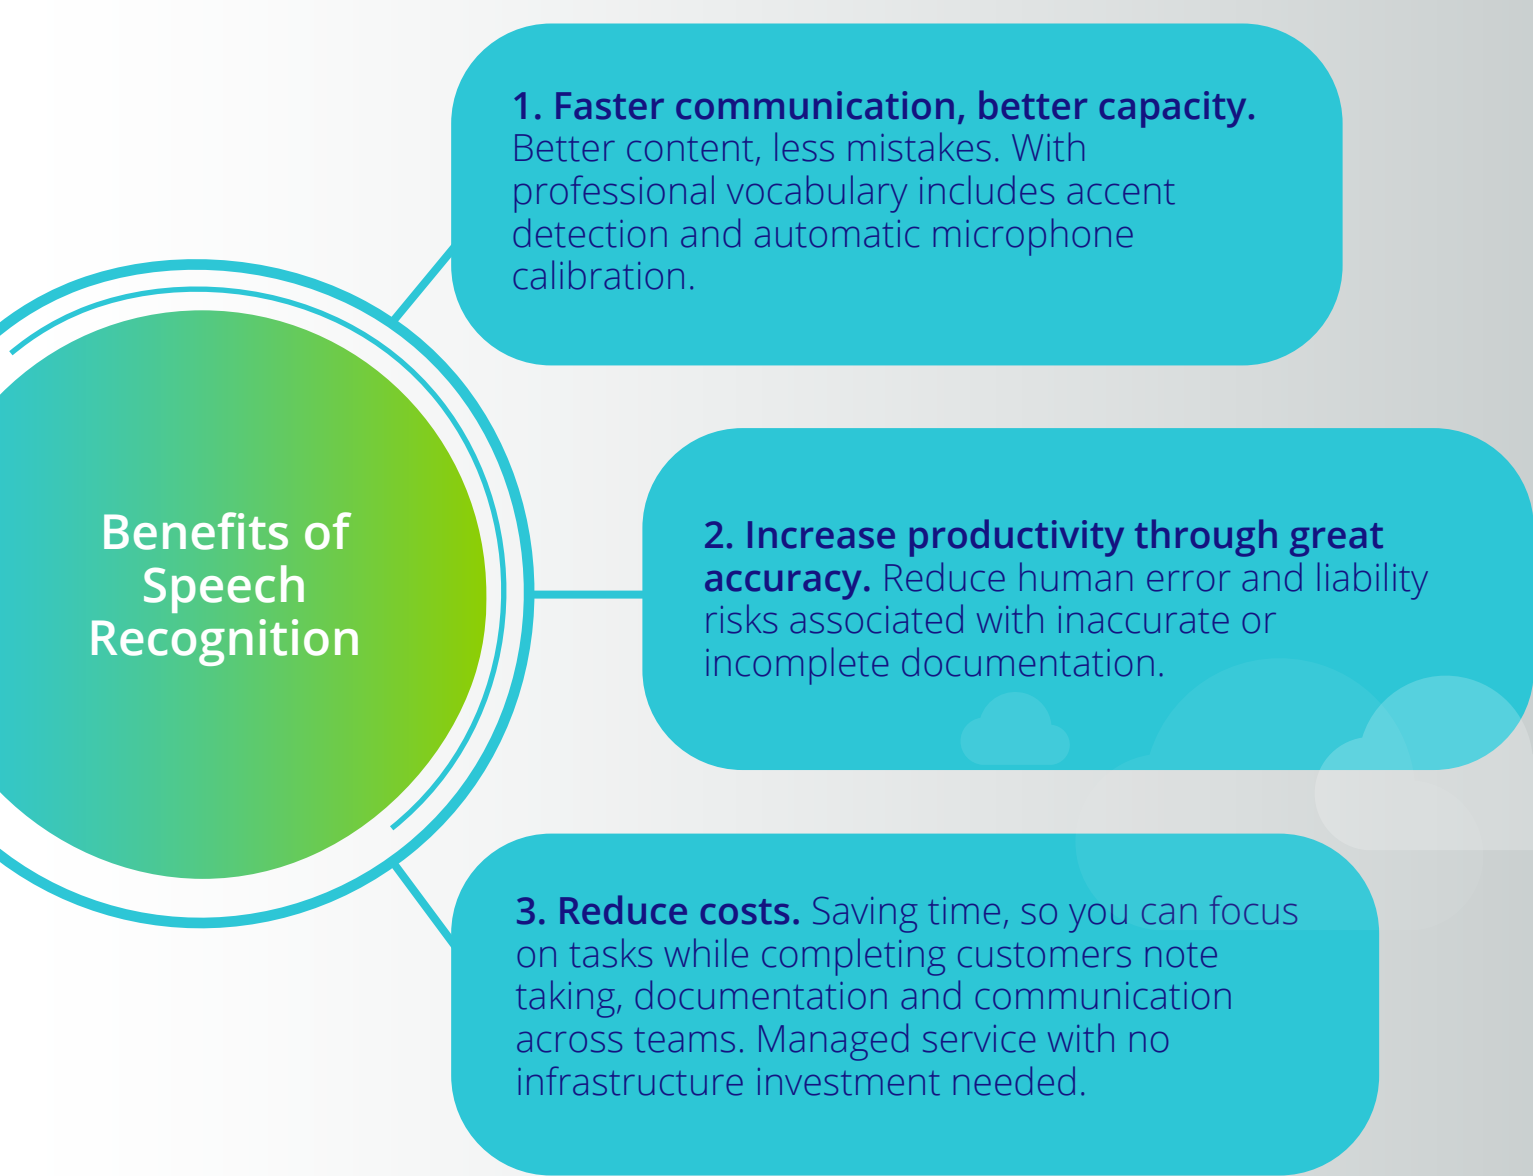 1. Faster communication, better capacity.
Better content, less mistakes. With
professional vocabulary includes accent
detection and automatic microphone
calibration.
Benefits of
Speech
Recognition
2. Increase productivity through great
accuracy. Reduce human error and liability
risks associated with inaccurate or
incomplete documentation.
3. Reduce costs. Saving time, so you can focus
on tasks while completing customers note
taking, documentation and communication
across teams. Managed service with no
infrastructure investment needed.